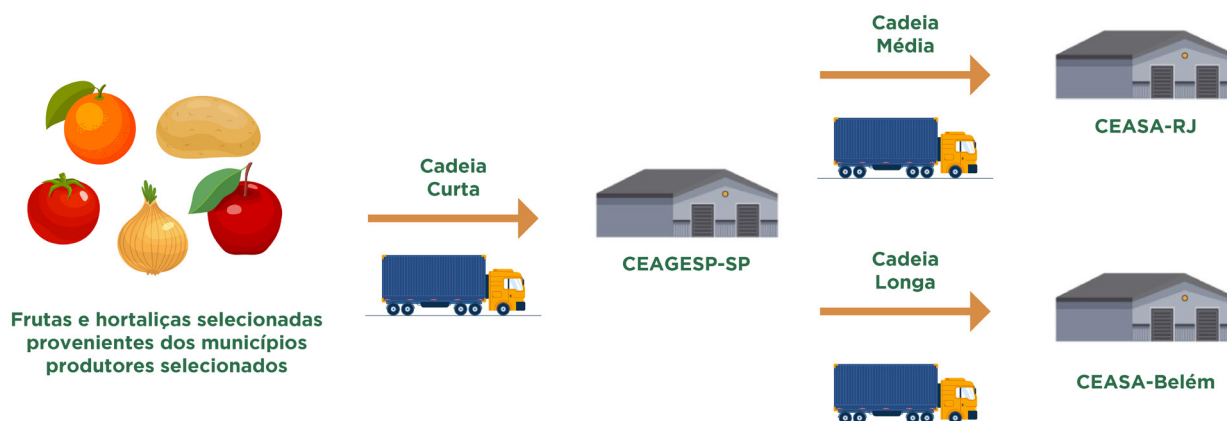 Frutas e hortaliças selecionadas
provenientes dos municípios
produtores selecionados
Cadeia
Curta
CEAGESP-SP
Cadeia
Média
CEASA-RJ
Cadeia
Longa
CEASA-Belém